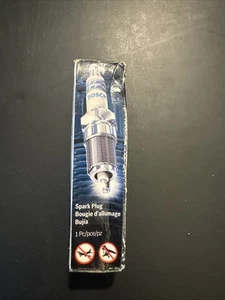 BOSCH
Spark Plug
Bougie d'allumage
Bujía
1 Pc/pce/pz